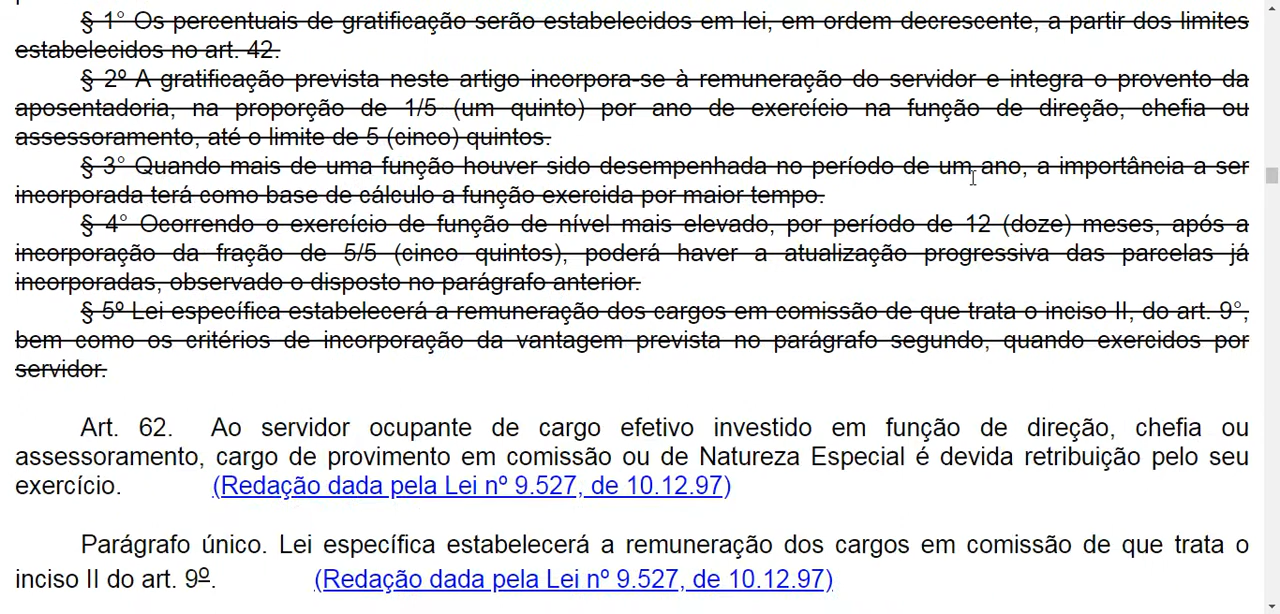 § 1° Os percentuais de gratificação serão estabelecidos em lei, em ordem decrescente, a partir dos limites
estabelecidos no art. 42.
§ 2º A gratificação prevista neste artigo incorpora-se à remuneração do servidor e integra o provento da
aposentadoria, na proporção de 1/5 (um quinto) por ano de exercício na função de direção, chefia ou
assessoramento, até o limite de 5 (cinco) quintos.
§ 3° Quando mais de uma função houver sido desempenhada no período de um ano, a importância a ser
incorporada terá como base de cálculo a função exercida por maior tempo.
§ 4° Ocorrendo o exercício de função de nível mais elevado, por período de 12 (doze) meses, após a
incorporação da fração de 5/5 (cinco quintos), poderá haver a atualização progressiva das parcelas já
incorporadas, observado o disposto no parágrafo anterior.
§ 5º Lei específica estabelecerá a remuneração dos cargos em comissão de que trata o inciso II, do art. 9°,
bem como os critérios de incorporação da vantagem prevista no parágrafo segundo, quando exercidos por
servidor.
Art. 62. Ao servidor ocupante de cargo efetivo investido em função de direção, chefia ou
assessoramento, cargo de provimento em comissão ou de Natureza Especial é devida retribuição pelo seu
exercício. (Redação dada pela Lei nº 9.527, de 10.12.97)
Parágrafo único. Lei específica estabelecerá a remuneração dos cargos em comissão de que trata o
inciso II do art. 9º. (Redação dada pela Lei nº 9.527, de 10.12.97)